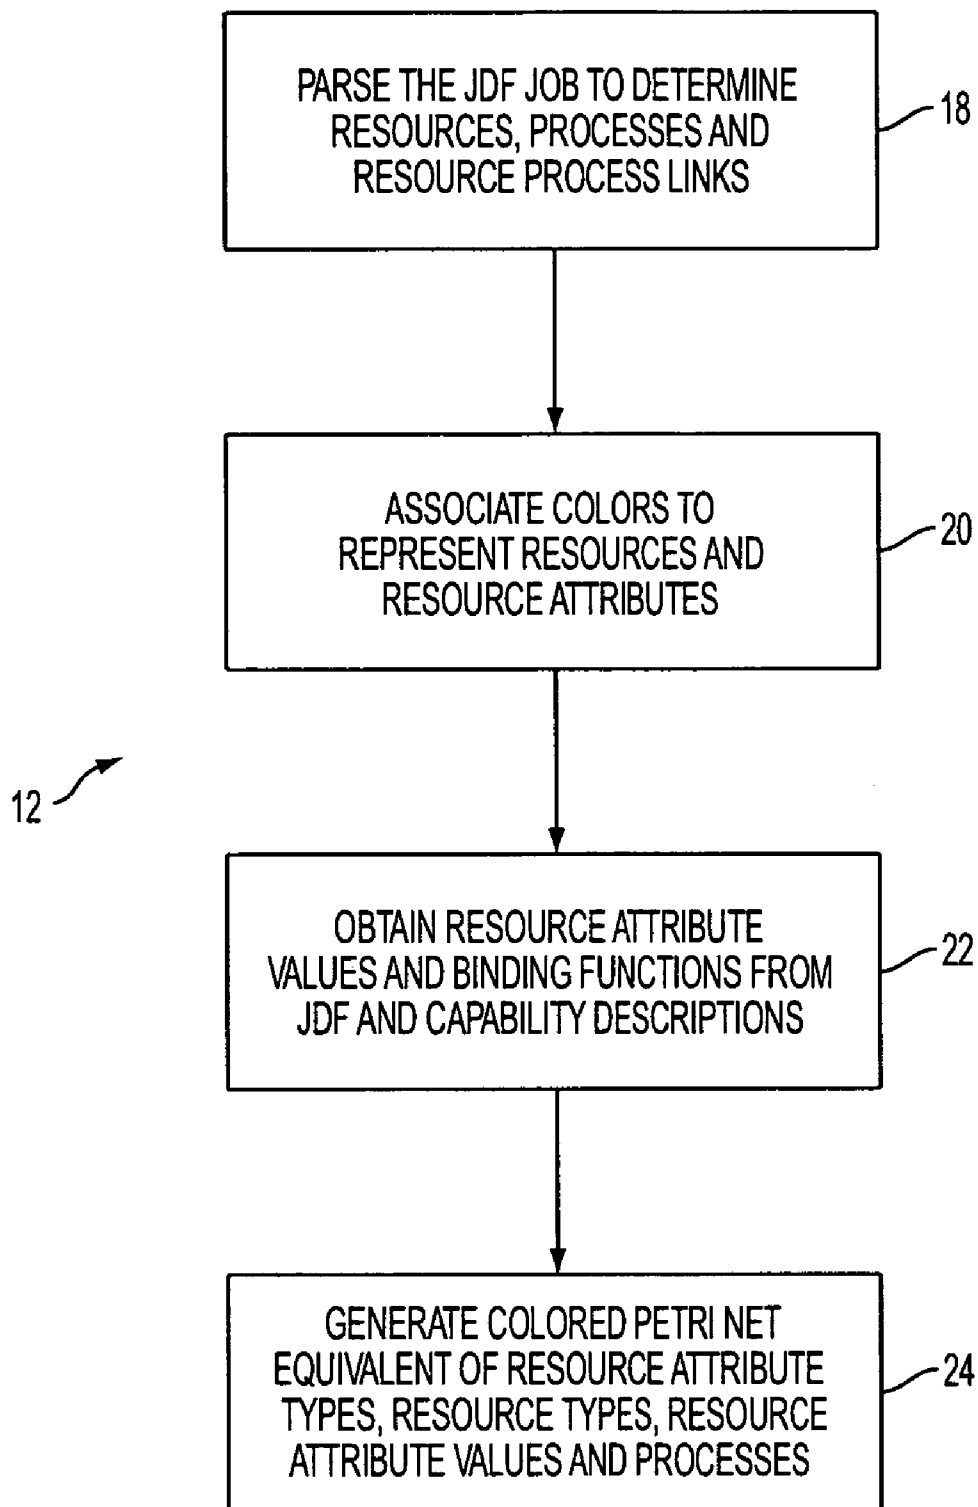 PARSE THE JDF JOB TO DETERMINE
RESOURCES, PROCESSES AND
RESOURCE PROCESS LINKS
18
ASSOCIATE COLORS TO
REPRESENT RESOURCES AND
RESOURCE ATTRIBUTES
20
12
OBTAIN RESOURCE ATTRIBUTE
VALUES AND BINDING FUNCTIONS FROM
JDF AND CAPABILITY DESCRIPTIONS
22
GENERATE COLORED PETRI NET
EQUIVALENT OF RESOURCE ATTRIBUTE
TYPES, RESOURCE TYPES, RESOURCE
ATTRIBUTE VALUES AND PROCESSES
24